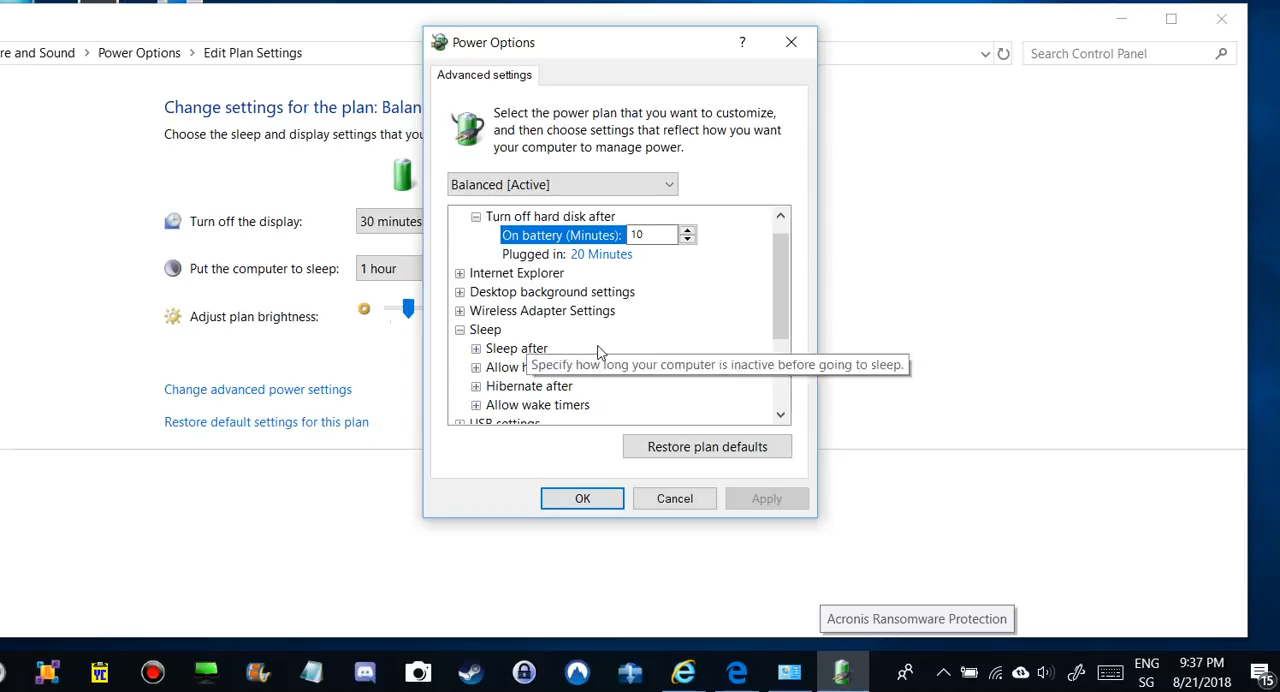 re and Sound > Power Options > Edit Plan Settings
Search Control Panel
Change settings for the plan: Balan
Choose the sleep and display settings that you
Turn off the display:
30 minutes
Put the computer to sleep:
1 hour
Adjust plan brightness:
Change advanced power settings
Restore default settings for this plan
Power Options
?
Advanced settings
Select the power plan that you want to customize,
and then choose settings that reflect how you want
your computer to manage power.
Balanced [Active]
Turn off hard disk after
On battery (Minutes): 10
Plugged in: 20 Minutes
Internet Explorer
Desktop background settings
Wireless Adapter Settings
Sleep
Sleep after
Specify how long your computer is inactive before going to sleep.
Allow h
Hibernate after
Allow wake timers
USB settings
Restore plan defaults
OK
Cancel
Apply
Acronis Ransomware Protection
ENG
SG
9:37 PM
8/21/2018
15